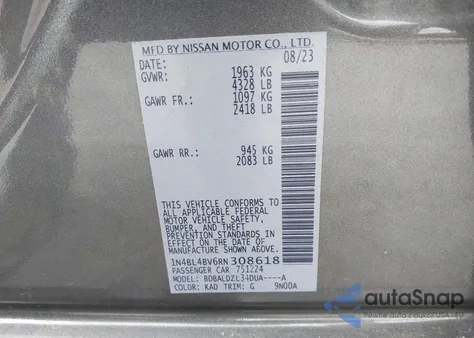 MFD BY NISSAN MOTOR CO., LTD.
DATE: 08/23
GVWR: 1963 KG
4328 LB
GAWR FR.: 1097 KG
2418 LB
GAWR RR.: 945 KG
2083 LB
THIS VEHICLE CONFORMS TO
ALL APPLICABLE FEDERAL
MOTOR VEHICLE SAFETY,
BUMPER, AND THEFT
PREVENTION STANDARDS IN
EFFECT ON THE DATE OF
MANUFACTURE SHOWN ABOVE
1N4BL4BV6RN308618
PASSENGER CAR 751224
MODEL: BDBALDZL34DUA----A
COLOR: KAD TRIM: G 9N00A
autoSnap